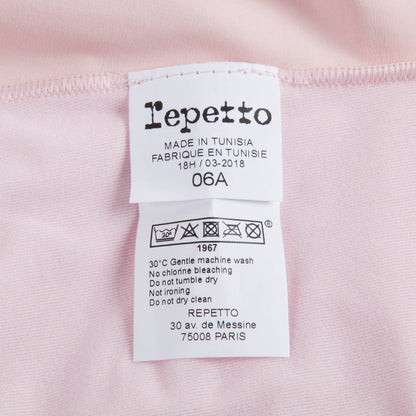 repetto
MADE IN TUNISIA
FABRIQUE EN TUNISIE
18H / 03-2018
06A
30°
®
1967
30°C Gentle machine wash
No chlorine bleaching
Do not tumble dry
Not ironing
Do not dry clean
REPETTO
30 av. de Messine
75008 PARIS